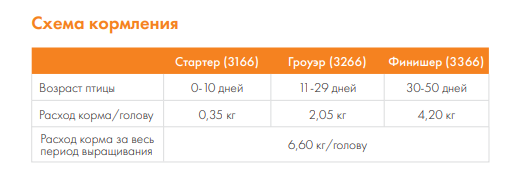 Схема кормления
Стартер (3166) Гроуэр (3266) Финишер (3366)
Возраст птицы 0-10 дней 11-29 дней 30-50 дней
Расход корма/голову 0,35 кг 2,05 кг 4,20 кг
Расход корма за весь
период выращивания 6,60 кг/голову